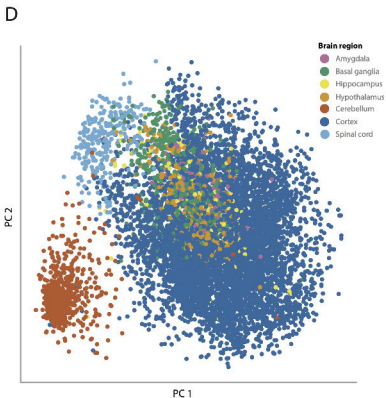 D
Brain region
Amygdala
Basal ganglia
Hippocampus
Hypothalamus
Cerebellum
Cortex
Spinal cord
PC 2
PC 1